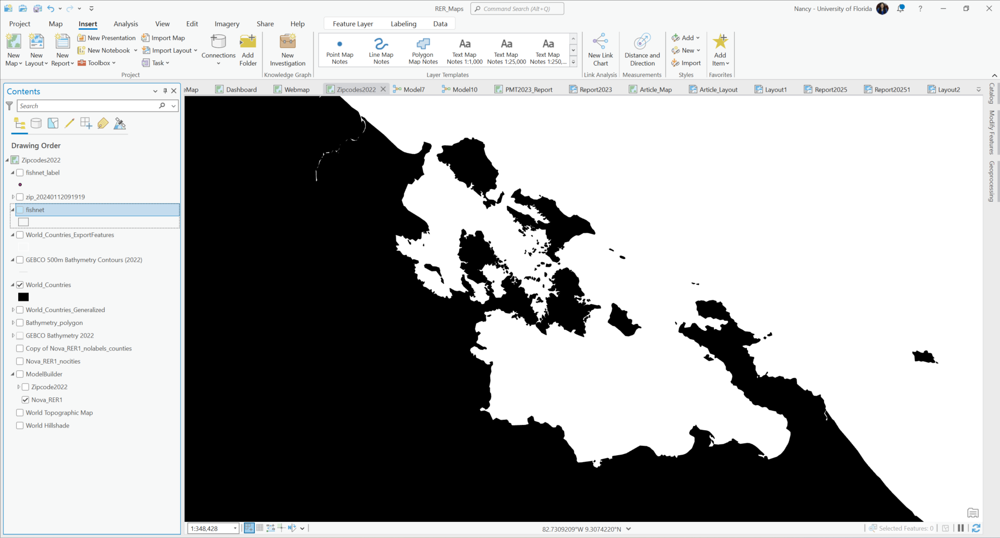 RER_Maps
Command Search (Alt+Q)
Nancy - University of Florida
?
Project
Map
Insert
Analysis
View
Edit
Imagery
Share
Help
Feature Layer
Labeling
Data
New Map
New Layout
New Report
New Presentation
New Notebook
Toolbox
Import Map
Import Layout
Task
Connections
Add Folder
New Investigation
Point Map Notes
Line Map Notes
Polygon Map Notes
Aa
Text Map Notes 1:1,000
Aa
Text Map Notes 1:25,000
Aa
Text Map Notes 1:250,...
New Link Chart
Distance and Direction
Add
New
Import
Add Item
Project
Knowledge Graph
Layer Templates
Link Analysis
Measurements
Styles
Favorites
Contents
Search
eMap
Dashboard
Webmap
Zipcodes2022
Model7
Model10
PMT2023_Report
Report2023
Article_Map
Article_Layout
Layout1
Report2025
Report20251
Layout2
Catalog
Modify Features
Geoprocessing
Drawing Order
Zipcodes2022
fishnet_label
zip_20240112091919
fishnet
World_Countries_ExportFeatures
GEBCO 500m Bathymetry Contours (2022)
World_Countries
World_Countries_Generalized
Bathymetry_polygon
GEBCO Bathymetry 2022
Copy of Nova_RER1_nolabels_counties
Nova_RER1_nocities
ModelBuilder
Zipcode2022
Nova_RER1
World Topographic Map
World Hillshade
1:348,428
N
82.7309209°W 9.3074220°N
Selected Features: 0